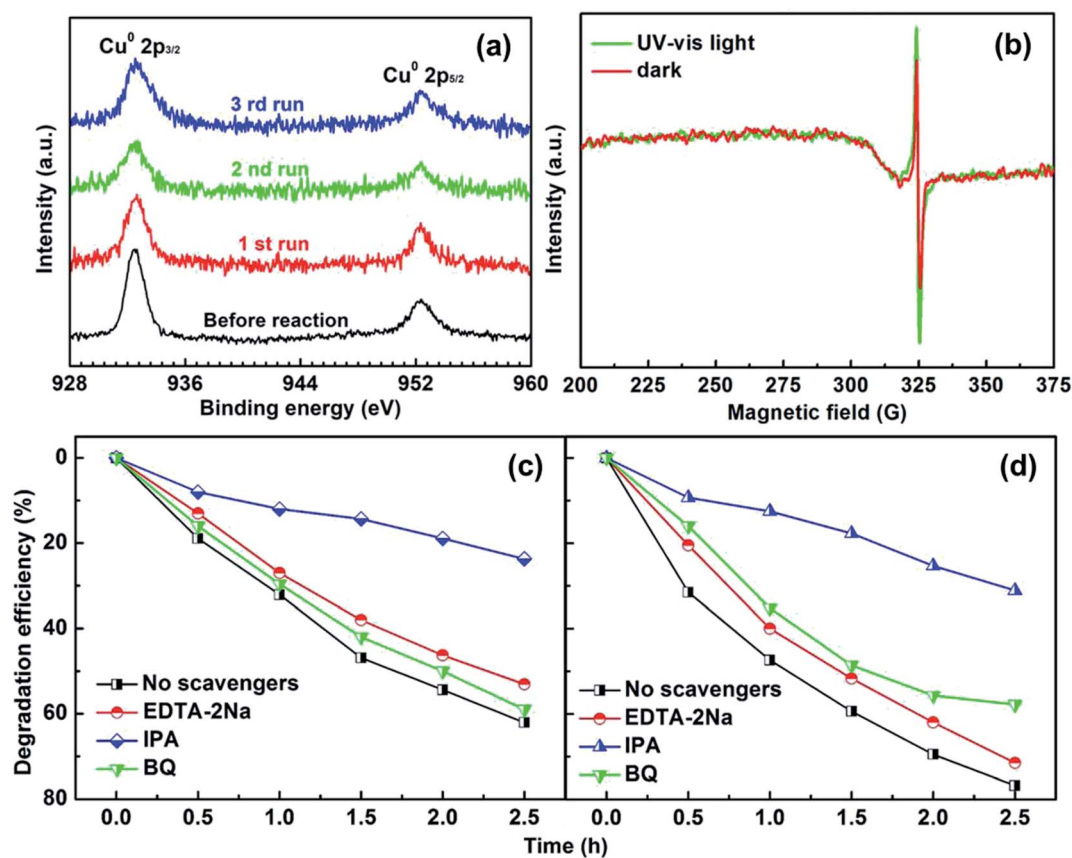 (a)
Cu⁰ 2p₃/₂
Cu⁰ 2p₅/₂
3 rd run
2 nd run
1 st run
Before reaction
Intensity (a.u.)
928 936 944 952 960
Binding energy (eV)
(b)
UV-vis light
dark
Intensity (a.u.)
200 225 250 275 300 325 350 375
Magnetic field (G)
(c)
0
20
40
60
80
Degradation efficiency (%)
No scavengers
EDTA-2Na
IPA
BQ
0.0 0.5 1.0 1.5 2.0 2.5
(d)
No scavengers
EDTA-2Na
IPA
BQ
0.0 0.5 1.0 1.5 2.0 2.5
Time (h)